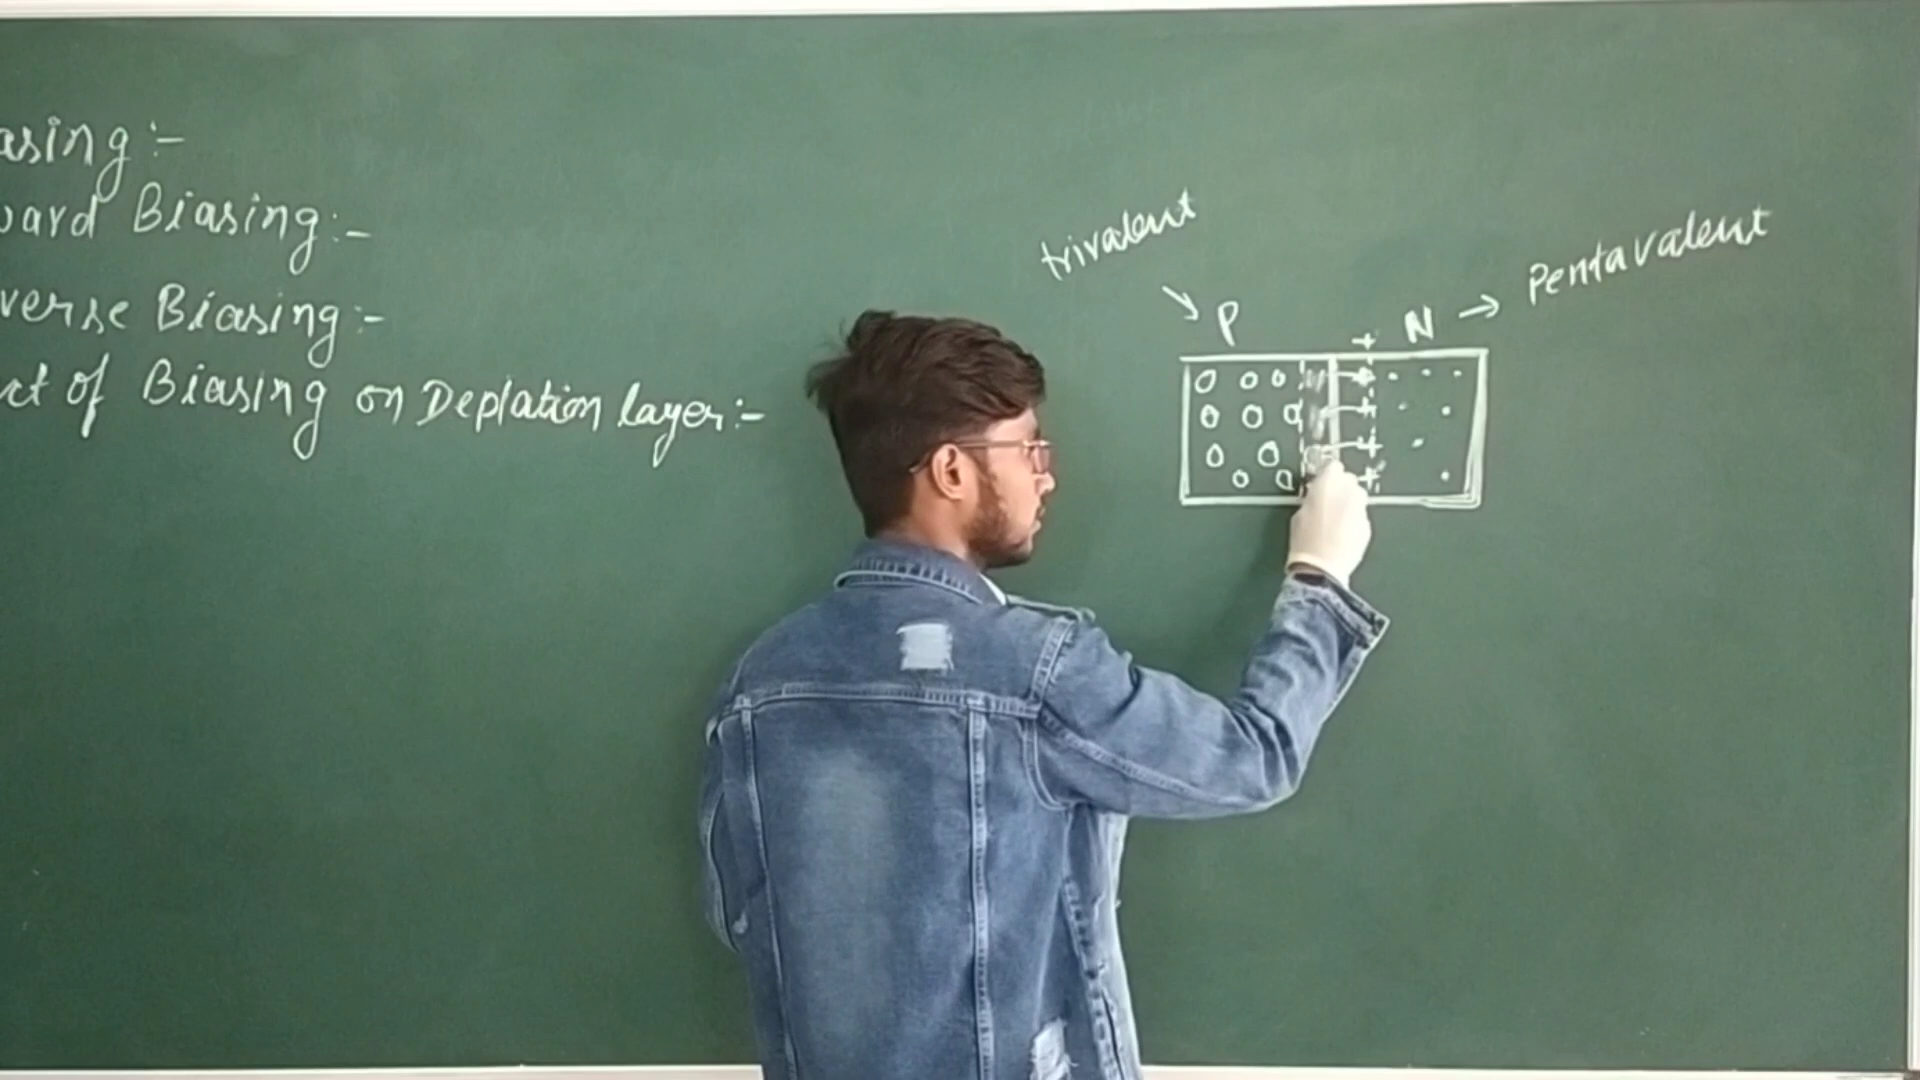 asing:-
ward Biasing:-
verse Biasing:-
ct of Biasing on Deplation layer:-
trivalent
Pentavalent
P
N